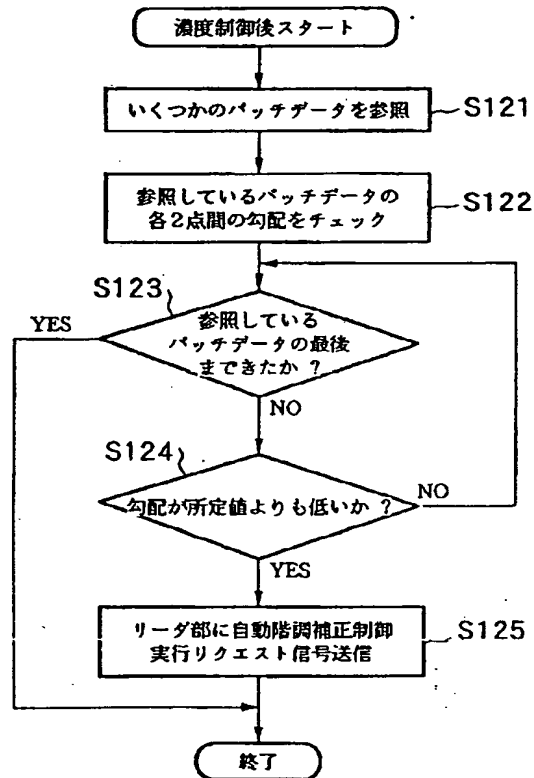 濃度制御後スタート
いくつかのパッチデータを参照
S121
参照しているパッチデータの
各2点間の勾配をチェック
S122
S123
YES
参照している
パッチデータの最後
まできたか ?
NO
S124
勾配が所定値よりも低いか ?
NO
YES
リーダ部に自動階調補正制御
実行リクエスト信号送信
S125
終了